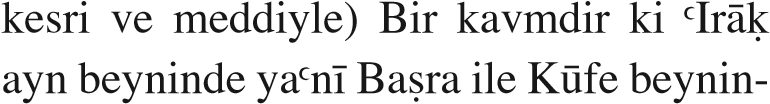 kesri ve meddiyle) Bir kavmdir ki ʿIrāḳ
ayn beyninde yaʿnī Baṣra ile Kūfe beynin-